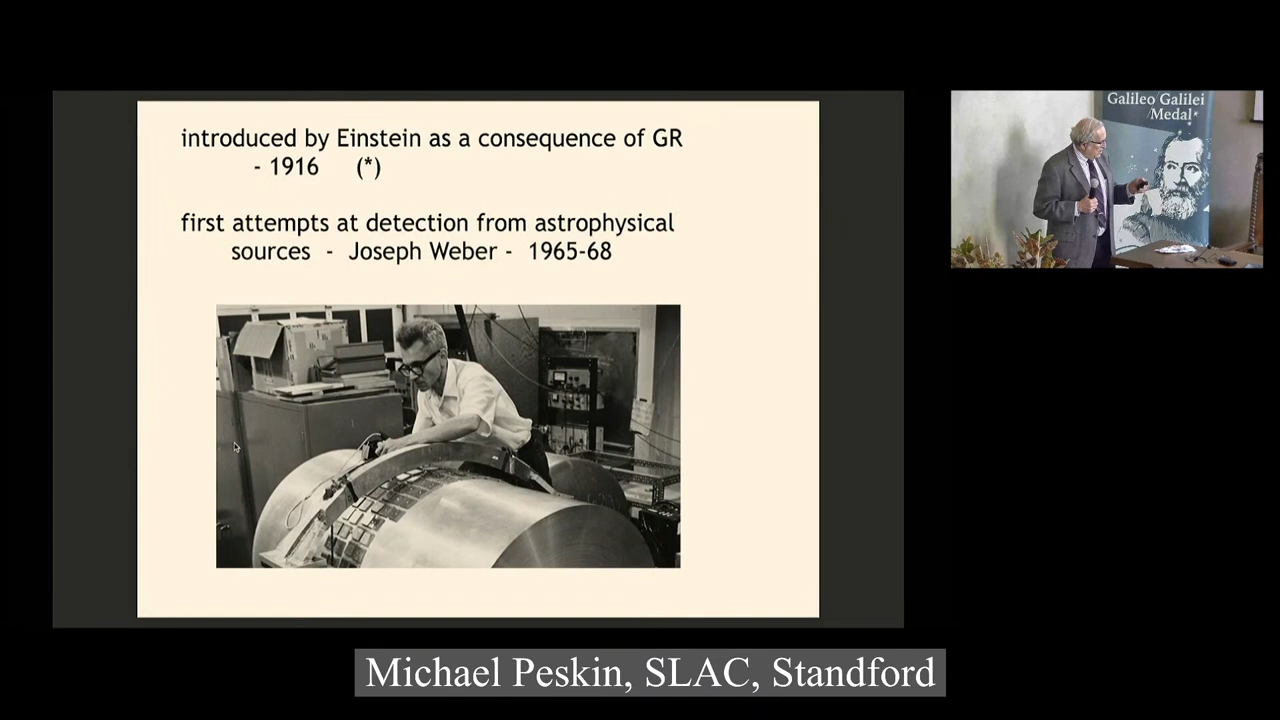 introduced by Einstein as a consequence of GR
- 1916 (*)
first attempts at detection from astrophysical
sources - Joseph Weber - 1965-68
Galileo Galilei
Medal
Michael Peskin, SLAC, Standford